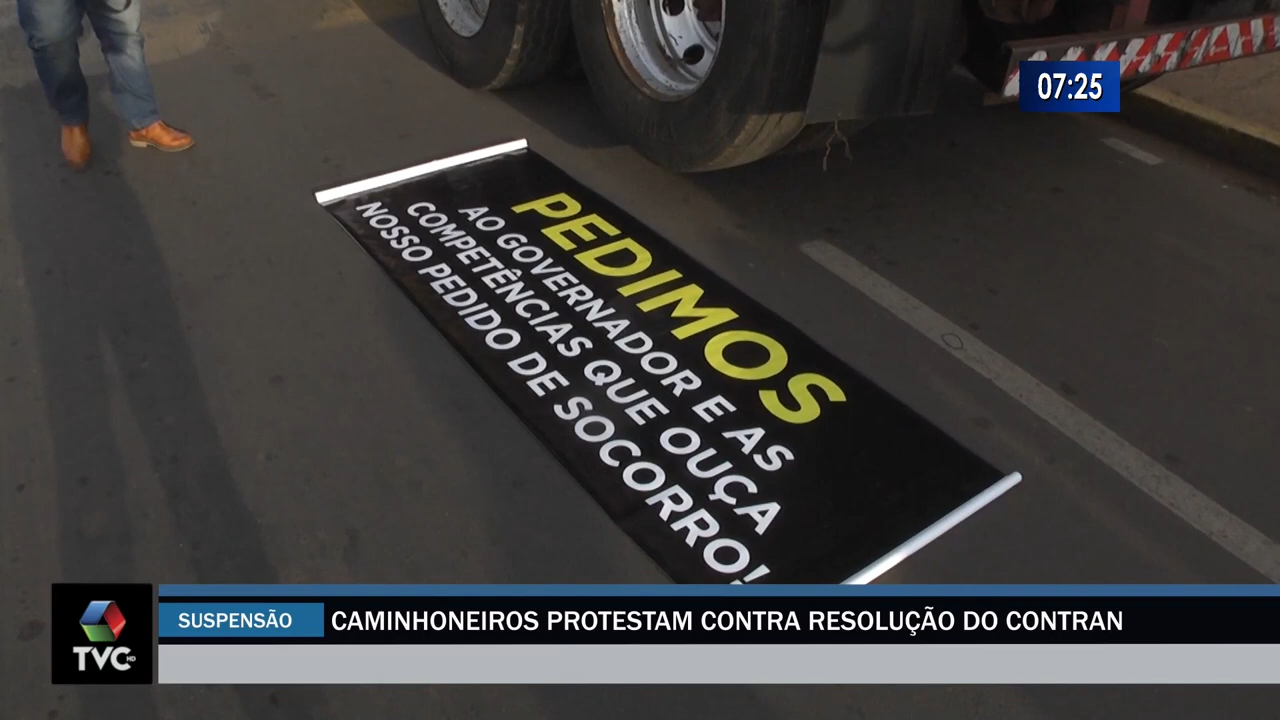 07:25
PEDIMOS
AO GOVERNADOR E AS
COMPETÊNCIAS QUE OUÇA
NOSSO PEDIDO DE SOCORRO!
SUSPENSÃO
CAMINHONEIROS PROTESTAM CONTRA RESOLUÇÃO DO CONTRAN
TVC HD